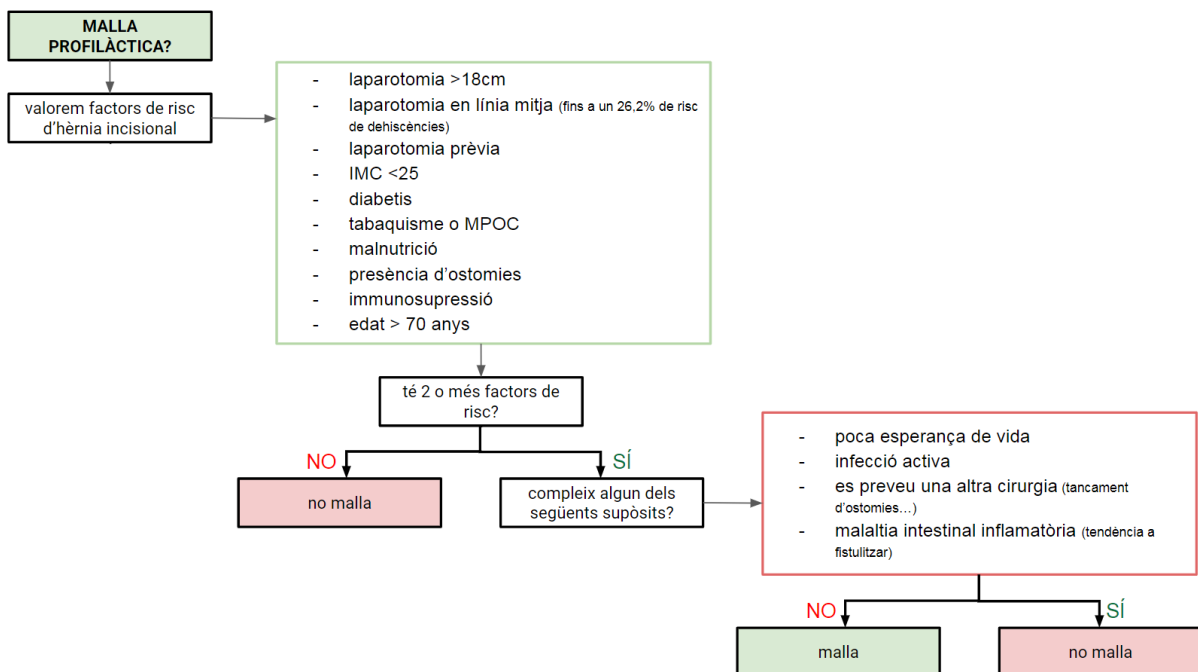 MALLA
PROFILÀCTICA?
valorem factors de risc
d'hèrnia incisional
- laparotomia >18cm
- laparotomia en línia mitja (fins a un 26,2% de risc
de dehiscències)
- laparotomia prèvia
- IMC <25
- diabetis
- tabaquisme o MPOC
- malnutrició
- presència d'ostomies
- immunosupressió
- edat > 70 anys
té 2 o més factors de
risc?
NO
SÍ
no malla
compleix algun dels
següents supòsits?
- poca esperança de vida
- infecció activa
- es preveu una altra cirurgia (tancament
d'ostomies...)
- malaltia intestinal inflamatòria (tendència a
fistulitzar)
NO
SÍ
malla
no malla